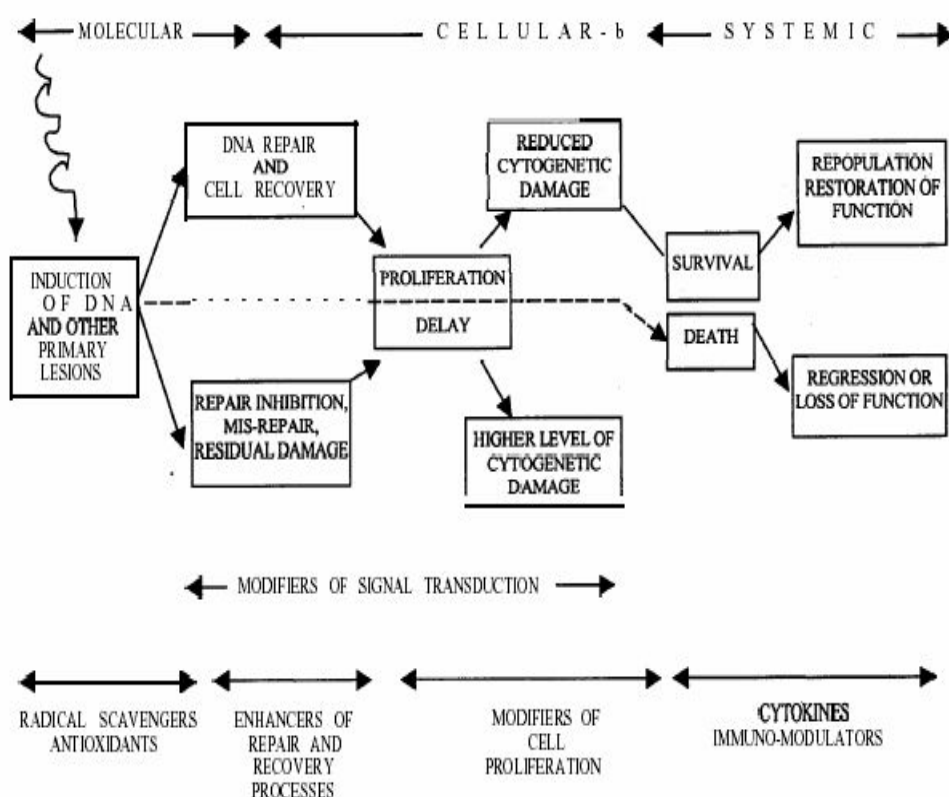 MOLECULAR
CELLULAR-b
SYSTEMIC
DNA REPAIR
AND
CELL RECOVERY
REDUCED
CYTOGENETIC
DAMAGE
REPOPULATION
RESTORATION OF
FUNCTION
INDUCTION
OF DNA
AND OTHER
PRIMARY
LESIONS
PROLIFERATION
DELAY
SURVIVAL
DEATH
REPAIR INHIBITION,
MIS-REPAIR,
RESIDUAL DAMAGE
HIGHER LEVEL OF
CYTOGENETIC
DAMAGE
REGRESSION OR
LOSS OF FUNCTION
MODIFIERS OF SIGNAL TRANSDUCTION
RADICAL SCAVENGERS
ANTIOXIDANTS
ENHANCERS OF
REPAIR AND
RECOVERY
PROCESSES
MODIFIERS OF
CELL
PROLIFERATION
CYTOKINES
IMMUNO-MODULATORS